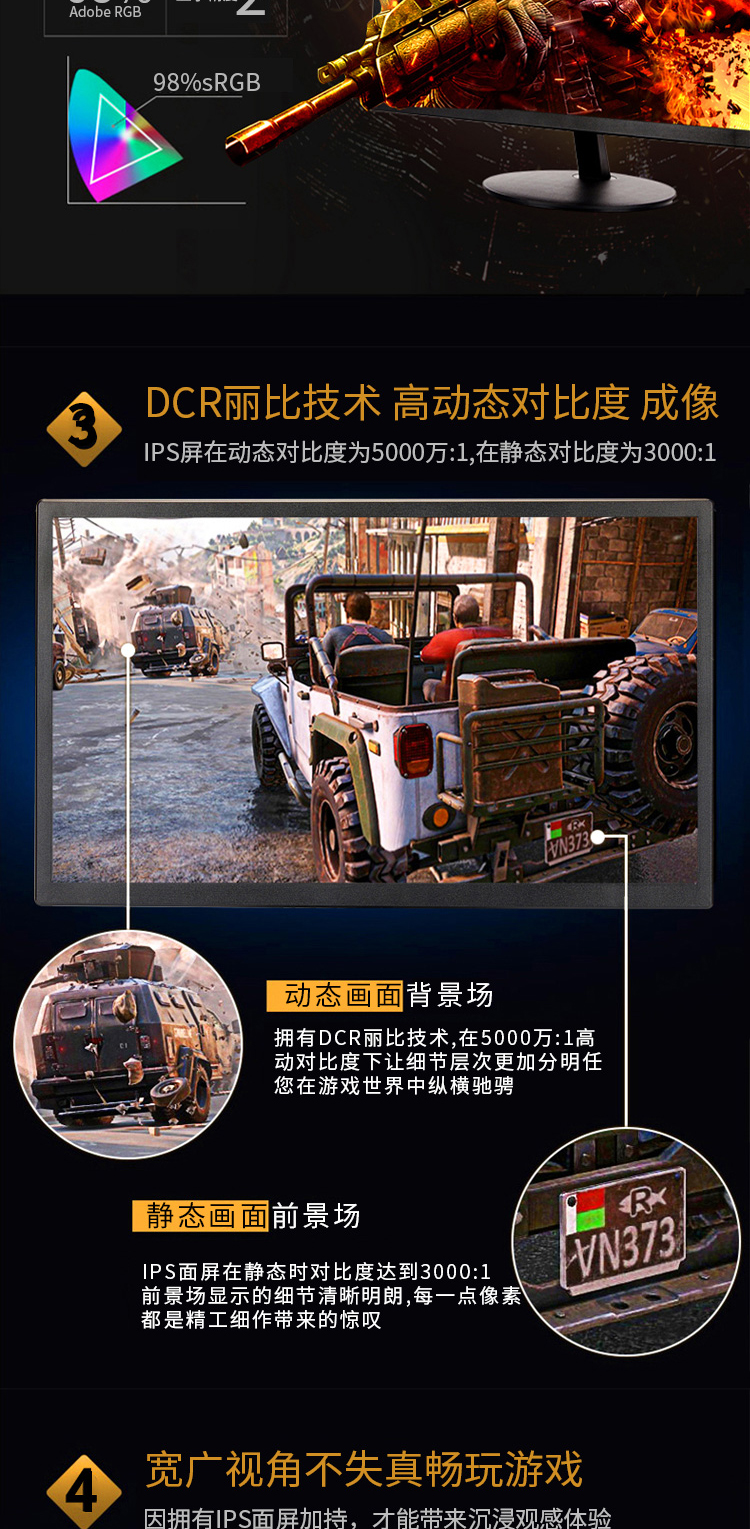 Adobe RGB
98%sRGB
3
DCR丽比技术 高动态对比度 成像
IPS屏在动态对比度为5000万:1,在静态对比度为3000:1
VN373
动态画面背景场
拥有DCR丽比技术,在5000万:1高
动对比度下让细节层次更加分明任
您在游戏世界中纵横驰骋
R
VN373
静态画面前景场
IPS面屏在静态时对比度达到3000:1
前景场显示的细节清晰明朗,每一点像素
都是精工细作带来的惊叹
4
宽广视角不失真畅玩游戏
因拥有IPS面屏加持，才能带来沉浸观感体验